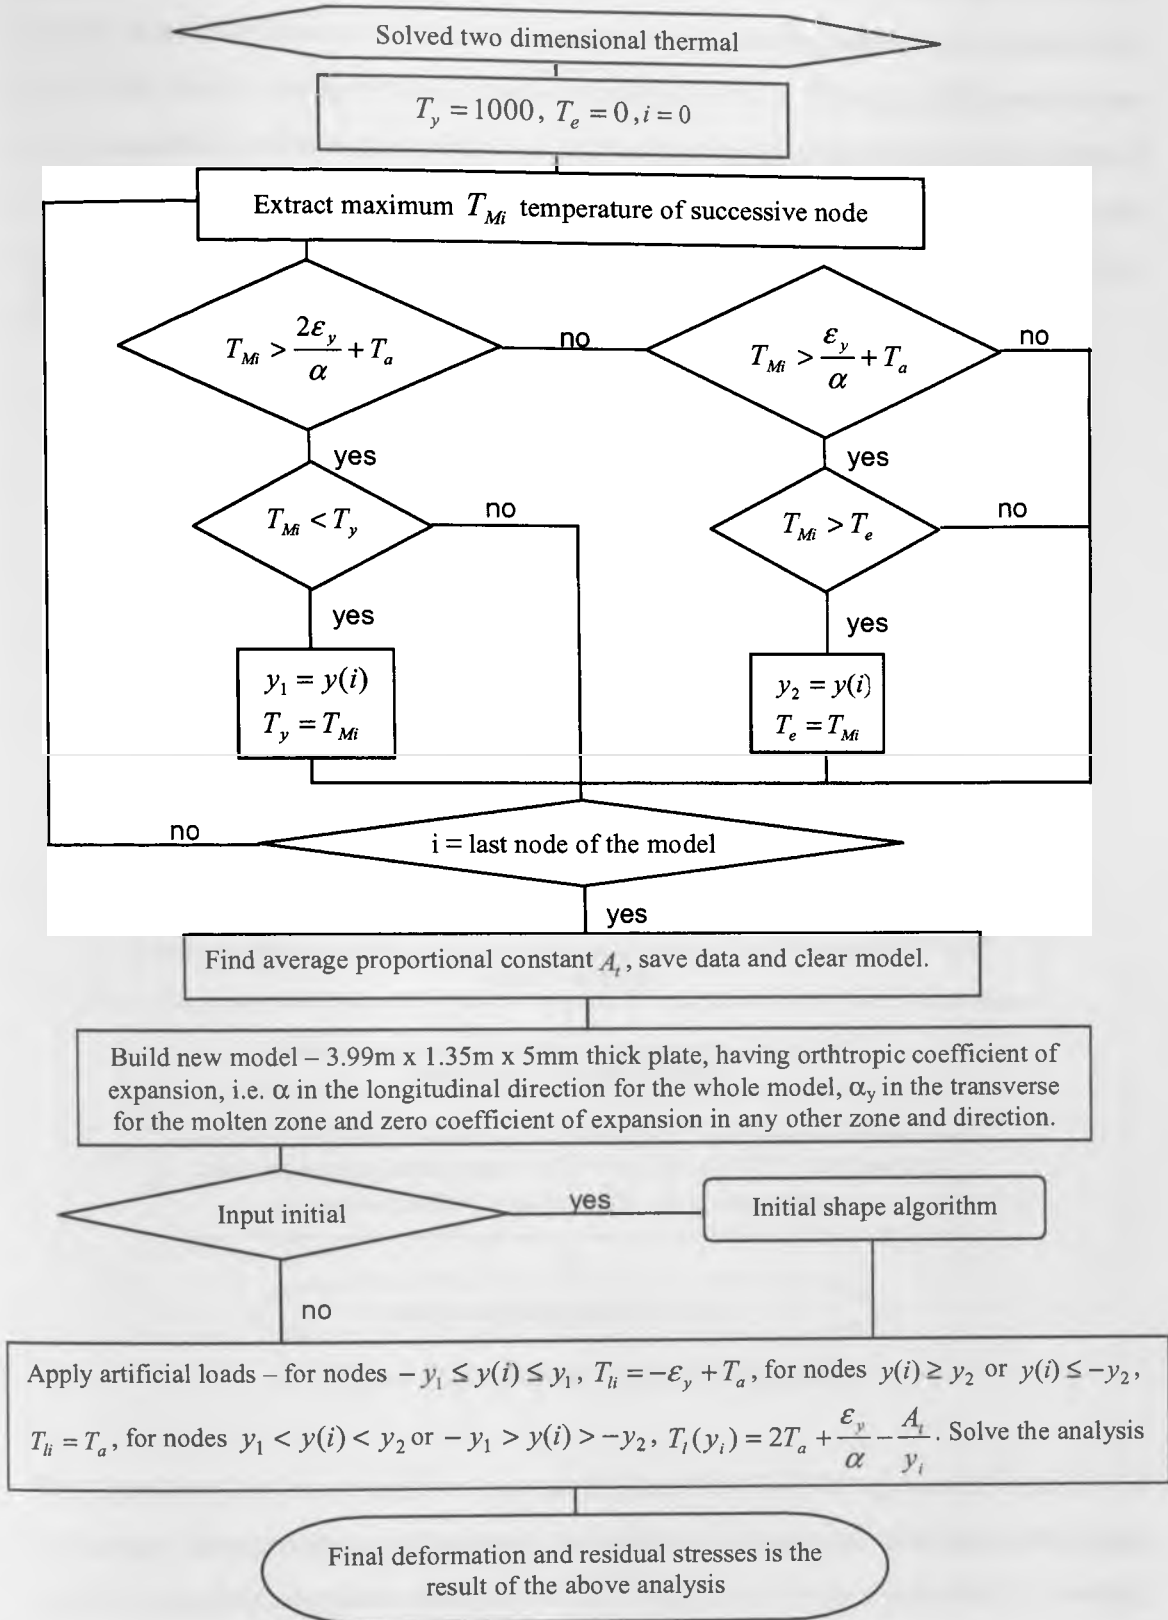 Solved two dimensional thermal
T_y = 1000, T_e = 0, i = 0
Extract maximum T_Mi temperature of successive node
T_Mi > 2ε_y/α + T_a
no
T_Mi > ε_y/α + T_a
no
yes
yes
T_Mi < T_y
no
T_Mi > T_e
no
yes
yes
y_1 = y(i)
T_y = T_Mi
y_2 = y(i)
T_e = T_Mi
no
i = last node of the model
yes
Find average proportional constant A_t, save data and clear model.
Build new model – 3.99m x 1.35m x 5mm thick plate, having orthtropic coefficient of
expansion, i.e. α in the longitudinal direction for the whole model, α_y in the transverse
for the molten zone and zero coefficient of expansion in any other zone and direction.
Input initial
yes
Initial shape algorithm
no
Apply artificial loads – for nodes −y_1 ≤ y(i) ≤ y_1, T_li = −ε_y + T_a, for nodes y(i) ≥ y_2 or y(i) ≤ −y_2,
T_li = T_a, for nodes y_1 < y(i) < y_2 or −y_1 > y(i) > −y_2, T_l(y_i) = 2T_a + ε_y/α − A_t/y_i. Solve the analysis
Final deformation and residual stresses is the
result of the above analysis